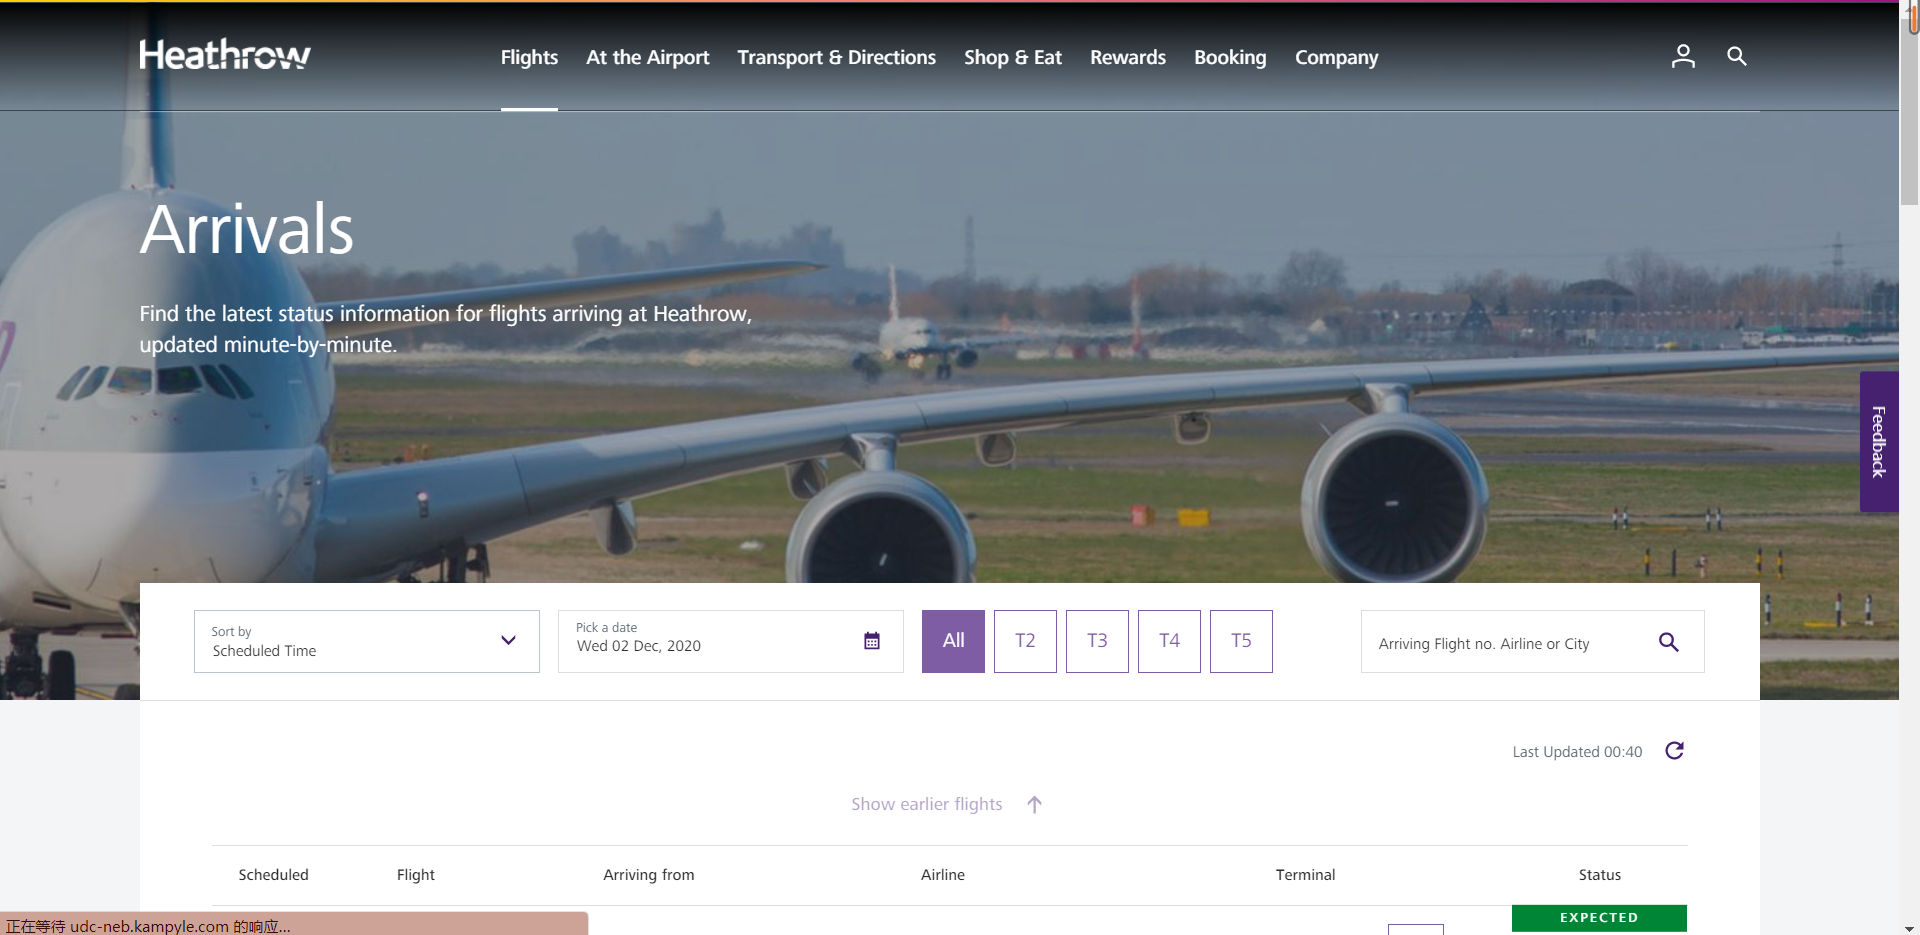 Heathrow
Flights At the Airport Transport & Directions Shop & Eat Rewards Booking Company
Arrivals
Find the latest status information for flights arriving at Heathrow,
updated minute-by-minute.
Feedback
Sort by
Scheduled Time
Pick a date
Wed 02 Dec, 2020
All T2 T3 T4 T5
Arriving Flight no. Airline or City
Last Updated 00:40
Show earlier flights
Scheduled Flight Arriving from Airline Terminal Status
EXPECTED
正在等待 udc-neb.kampyle.com 的响应...